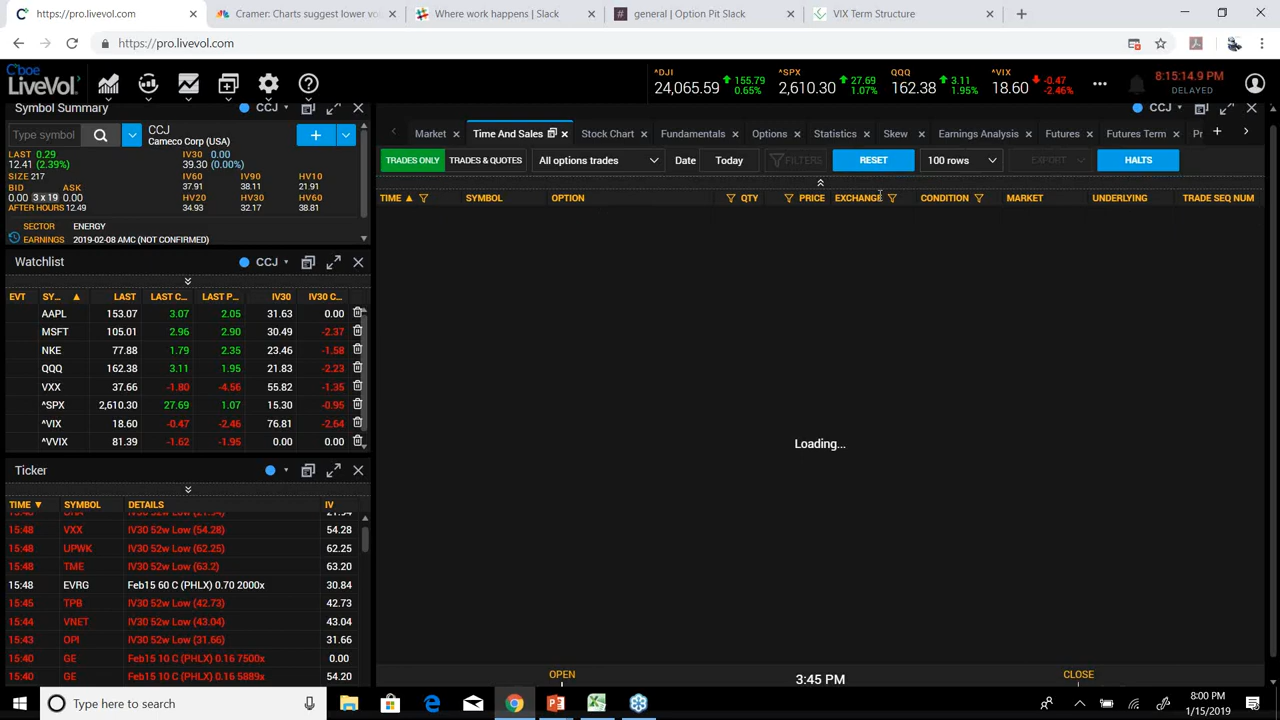 https://pro.livevol.com
Cramer: Charts suggest lower vol
Where work happens | Slack
general | Option Pit Slack
VIX Term Structure
https://pro.livevol.com
Cboe
LiveVol
^DJI
24,065.59
155.79
0.65%
^SPX
2,610.30
27.69
1.07%
QQQ
162.38
3.11
1.95%
^VIX
18.60
-0.47
-2.46%
8:15:14.9 PM
DELAYED
Symbol Summary
CCJ
Type symbol
CCJ
Cameco Corp (USA)
LAST 0.29
12.41 (2.39%)
SIZE 217
BID ASK
0.00 3 x 19 0.00
AFTER HOURS 12.49
IV30 0.00
39.30 (0.00%)
IV60 IV90 HV10
37.91 38.11 21.91
HV20 HV30 HV60
34.93 32.17 38.81
SECTOR ENERGY
EARNINGS 2019-02-08 AMC (NOT CONFIRMED)
Watchlist
CCJ
EVT SY... LAST LAST C... LAST P... IV30 IV30 C...
AAPL 153.07 3.07 2.05 31.63 0.00
MSFT 105.01 2.96 2.90 30.49 -2.37
NKE 77.88 1.79 2.35 23.46 -1.58
QQQ 162.38 3.11 1.95 21.83 -2.23
VXX 37.66 -1.80 -4.56 55.82 -1.35
^SPX 2,610.30 27.69 1.07 15.30 -0.95
^VIX 18.60 -0.47 -2.46 76.81 -2.64
^VVIX 81.39 -1.62 -1.95 0.00 0.00
Ticker
TIME SYMBOL DETAILS IV
15:48 VXX IV30 52w Low (54.28) 54.28
15:48 UPWK IV30 52w Low (62.25) 62.25
15:48 TME IV30 52w Low (63.2) 63.20
15:48 EVRG Feb15 60 C (PHLX) 0.70 2000x 30.84
15:45 TPB IV30 52w Low (42.73) 42.73
15:44 VNET IV30 52w Low (43.04) 43.04
15:43 OPI IV30 52w Low (31.66) 31.66
15:40 GE Feb15 10 C (PHLX) 0.16 7500x 0.00
15:40 GE Feb15 10 C (PHLX) 0.16 5889x 54.20
CCJ
Market
Time And Sales
Stock Chart
Fundamentals
Options
Statistics
Skew
Earnings Analysis
Futures
Futures Term
Pr
TRADES ONLY
TRADES & QUOTES
All options trades
Date
Today
FILTERS
RESET
100 rows
EXPORT
HALTS
TIME SYMBOL OPTION QTY PRICE EXCHANGE CONDITION MARKET UNDERLYING TRADE SEQ NUM
Loading...
OPEN
3:45 PM
CLOSE
Type here to search
8:00 PM
1/15/2019